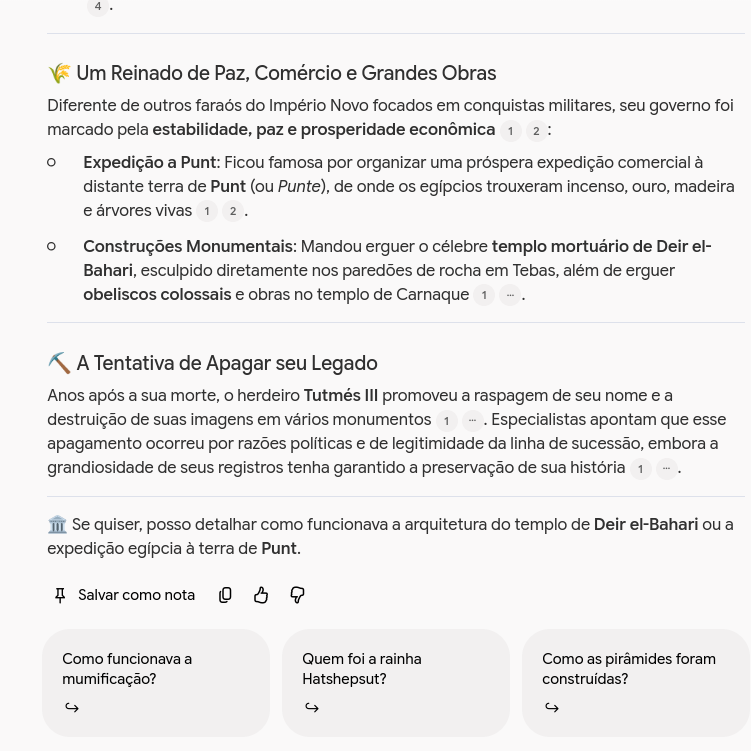 4 .
🌾 Um Reinado de Paz, Comércio e Grandes Obras
Diferente de outros faraós do Império Novo focados em conquistas militares, seu governo foi
marcado pela estabilidade, paz e prosperidade econômica 1 2 :
Expedição a Punt: Ficou famosa por organizar uma próspera expedição comercial à
distante terra de Punt (ou Punte), de onde os egípcios trouxeram incenso, ouro, madeira
e árvores vivas 1 2 .
Construções Monumentais: Mandou erguer o célebre templo mortuário de Deir el-
Bahari, esculpido diretamente nos paredões de rocha em Tebas, além de erguer
obeliscos colossais e obras no templo de Carnaque 1 ... .
⛏️ A Tentativa de Apagar seu Legado
Anos após a sua morte, o herdeiro Tutmés III promoveu a raspagem de seu nome e a
destruição de suas imagens em vários monumentos 1 ... . Especialistas apontam que esse
apagamento ocorreu por razões políticas e de legitimidade da linha de sucessão, embora a
grandiosidade de seus registros tenha garantido a preservação de sua história 1 ... .
🏛️ Se quiser, posso detalhar como funcionava a arquitetura do templo de Deir el-Bahari ou a
expedição egípcia à terra de Punt.
Salvar como nota
Como funcionava a
mumificação?
Quem foi a rainha
Hatshepsut?
Como as pirâmides foram
construídas?